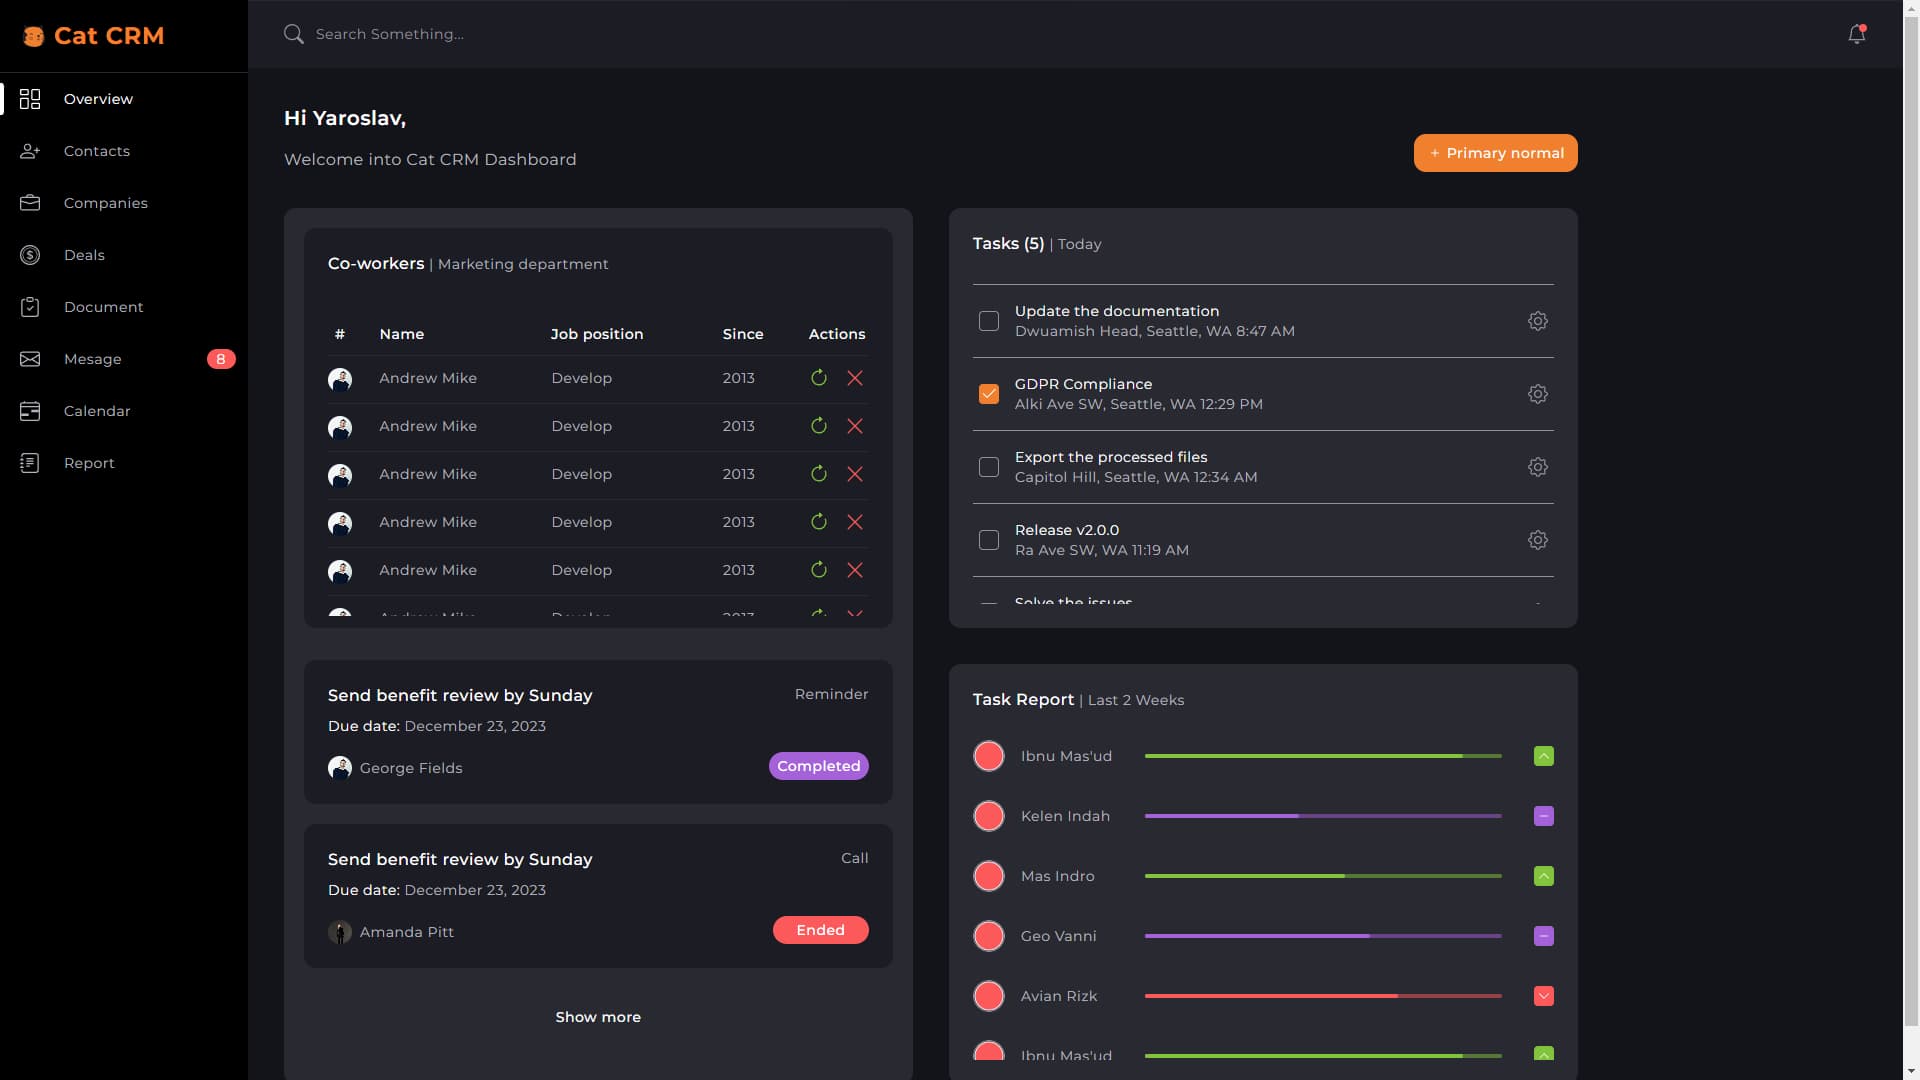 Cat CRM
Search Something...
Overview
Contacts
Companies
Deals
Document
Mesage 8
Calendar
Report
Hi Yaroslav,
Welcome into Cat CRM Dashboard
+ Primary normal
Co-workers | Marketing department
# Name Job position Since Actions
Andrew Mike Develop 2013
Andrew Mike Develop 2013
Andrew Mike Develop 2013
Andrew Mike Develop 2013
Andrew Mike Develop 2013
Andrew Mike Develop 2013
Send benefit review by Sunday Reminder
Due date: December 23, 2023
George Fields Completed
Send benefit review by Sunday Call
Due date: December 23, 2023
Amanda Pitt Ended
Show more
Tasks (5) | Today
Update the documentation
Dwuamish Head, Seattle, WA 8:47 AM
GDPR Compliance
Alki Ave SW, Seattle, WA 12:29 PM
Export the processed files
Capitol Hill, Seattle, WA 12:34 AM
Release v2.0.0
Ra Ave SW, WA 11:19 AM
Solve the issues
Task Report | Last 2 Weeks
Ibnu Mas'ud
Kelen Indah
Mas Indro
Geo Vanni
Avian Rizk
Ibnu Mas'ud